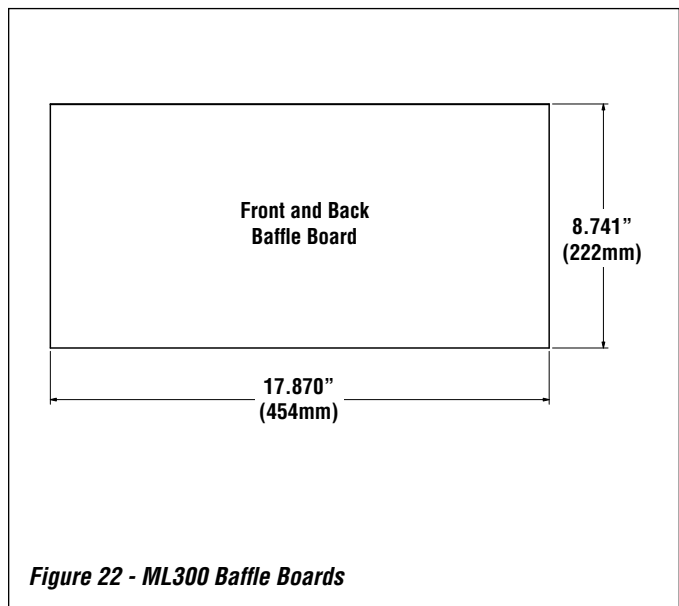 Front and Back
Baffle Board
8.741”
(222mm)
17.870”
(454mm)
Figure 22 - ML300 Baffle Boards